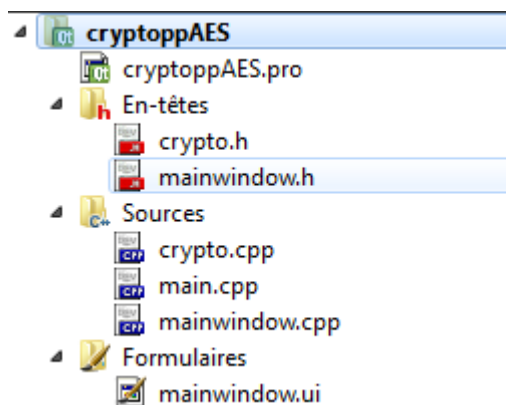 cryptoppAES
cryptoppAES.pro
En-têtes
crypto.h
mainwindow.h
Sources
crypto.cpp
main.cpp
mainwindow.cpp
Formulaires
mainwindow.ui